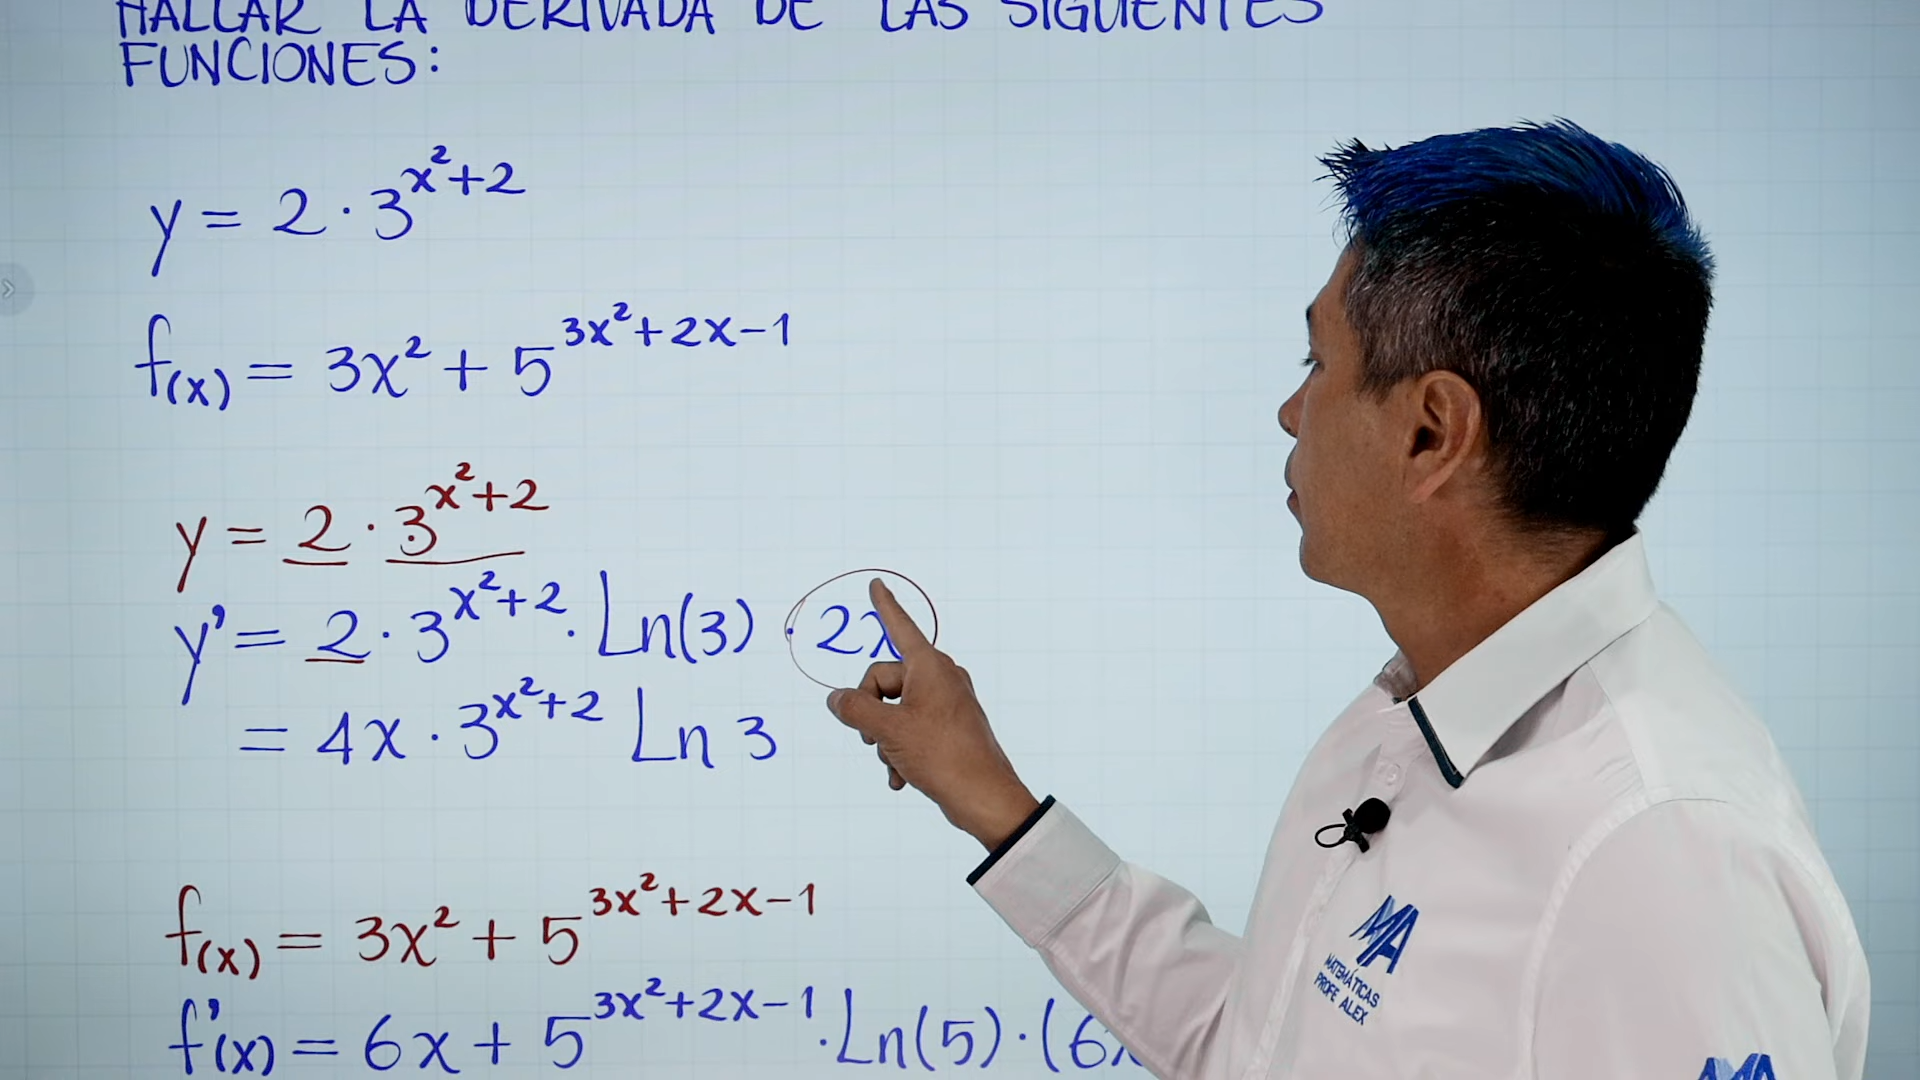 HALLAR LA DERIVADA DE LAS SIGUIENTES
FUNCIONES:
y = 2 · 3^{x²+2}
f(x) = 3x² + 5^{3x²+2x-1}
y = 2 · 3^{x²+2}
y' = 2 · 3^{x²+2} · Ln(3) · 2x
= 4x · 3^{x²+2} Ln 3
f(x) = 3x² + 5^{3x²+2x-1}
f'(x) = 6x + 5^{3x²+2x-1} · Ln(5) · (6x
MA
MATEMÁTICAS
PROFE ALEX
MA